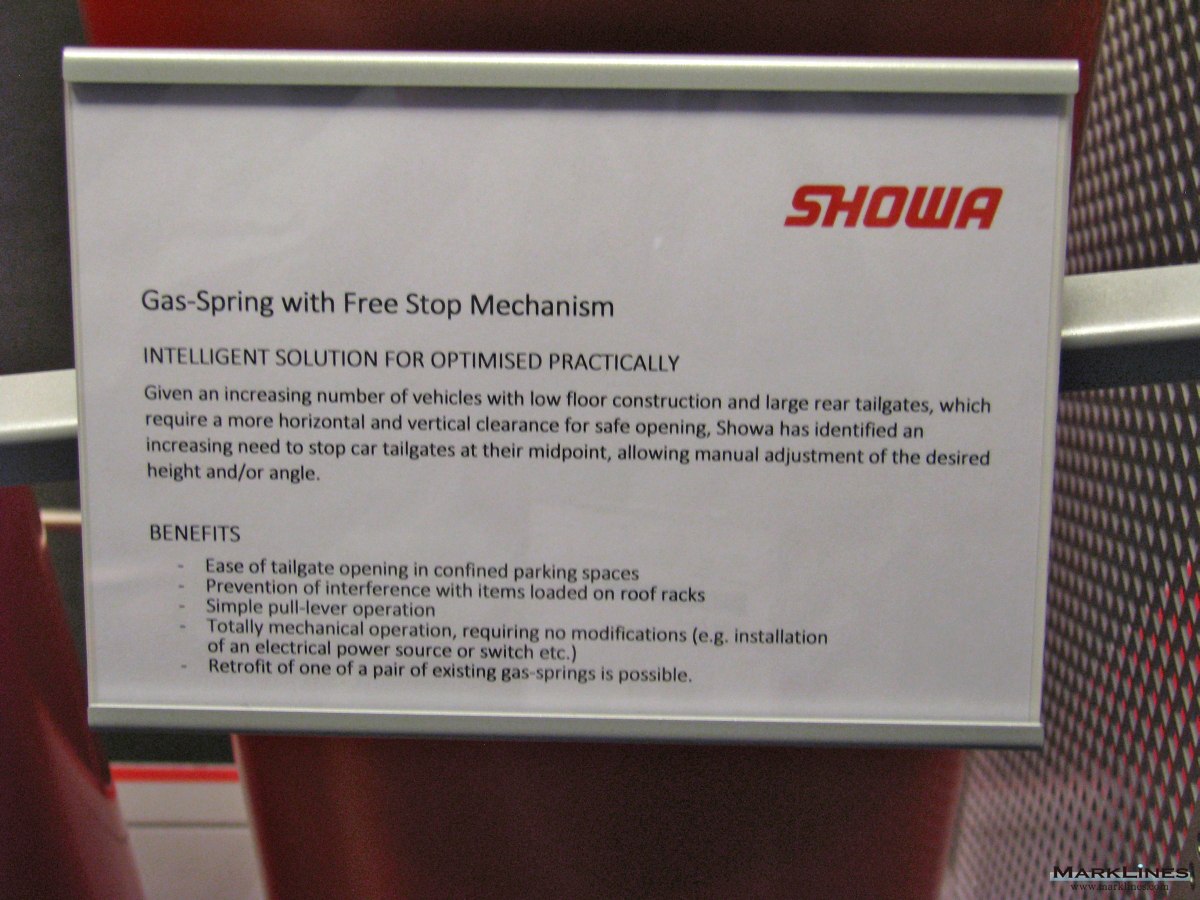 SHOWA
Gas-Spring with Free Stop Mechanism
INTELLIGENT SOLUTION FOR OPTIMISED PRACTICALLY
Given an increasing number of vehicles with low floor construction and large rear tailgates, which
require a more horizontal and vertical clearance for safe opening, Showa has identified an
increasing need to stop car tailgates at their midpoint, allowing manual adjustment of the desired
height and/or angle.
BENEFITS
- Ease of tailgate opening in confined parking spaces
- Prevention of interference with items loaded on roof racks
- Simple pull-lever operation
- Totally mechanical operation, requiring no modifications (e.g. installation
of an electrical power source or switch etc.)
- Retrofit of one of a pair of existing gas-springs is possible.
MARKLINES
www.marklines.com